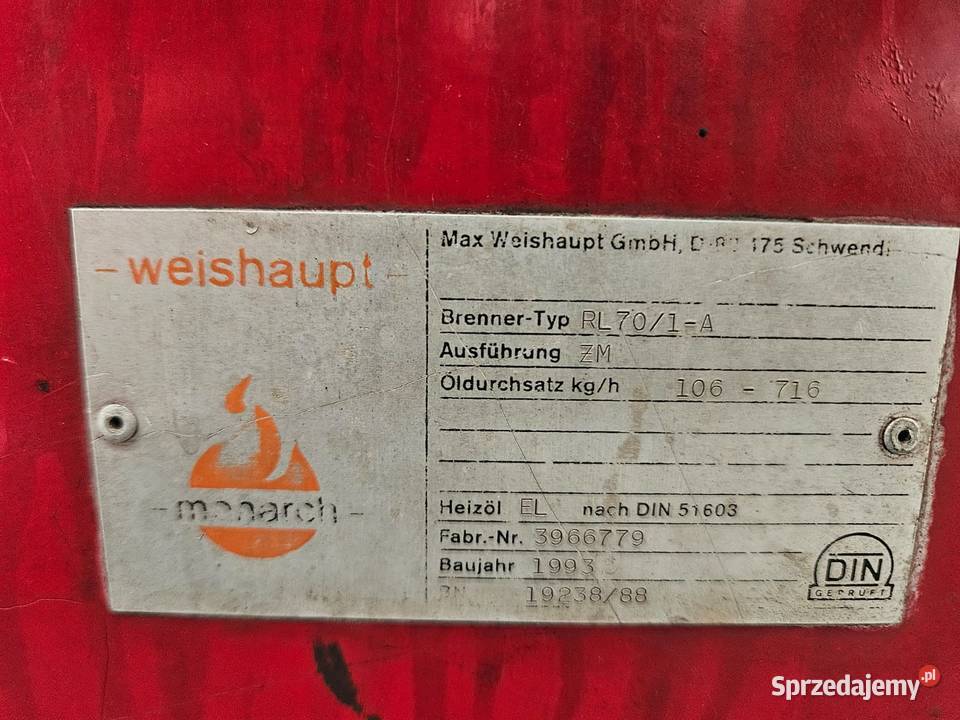 - weishaupt -
- monarch -
Max Weishaupt GmbH, Schwendi
Brenner-Typ RL70/1-A
Ausführung ZM
Öldurchsatz kg/h 106 - 716
Heizöl EL nach DIN 51603
Fabr.-Nr. 3966779
Baujahr 1993
19238/88
DIN
GEPRÜFT
Sprzedajemy.pl